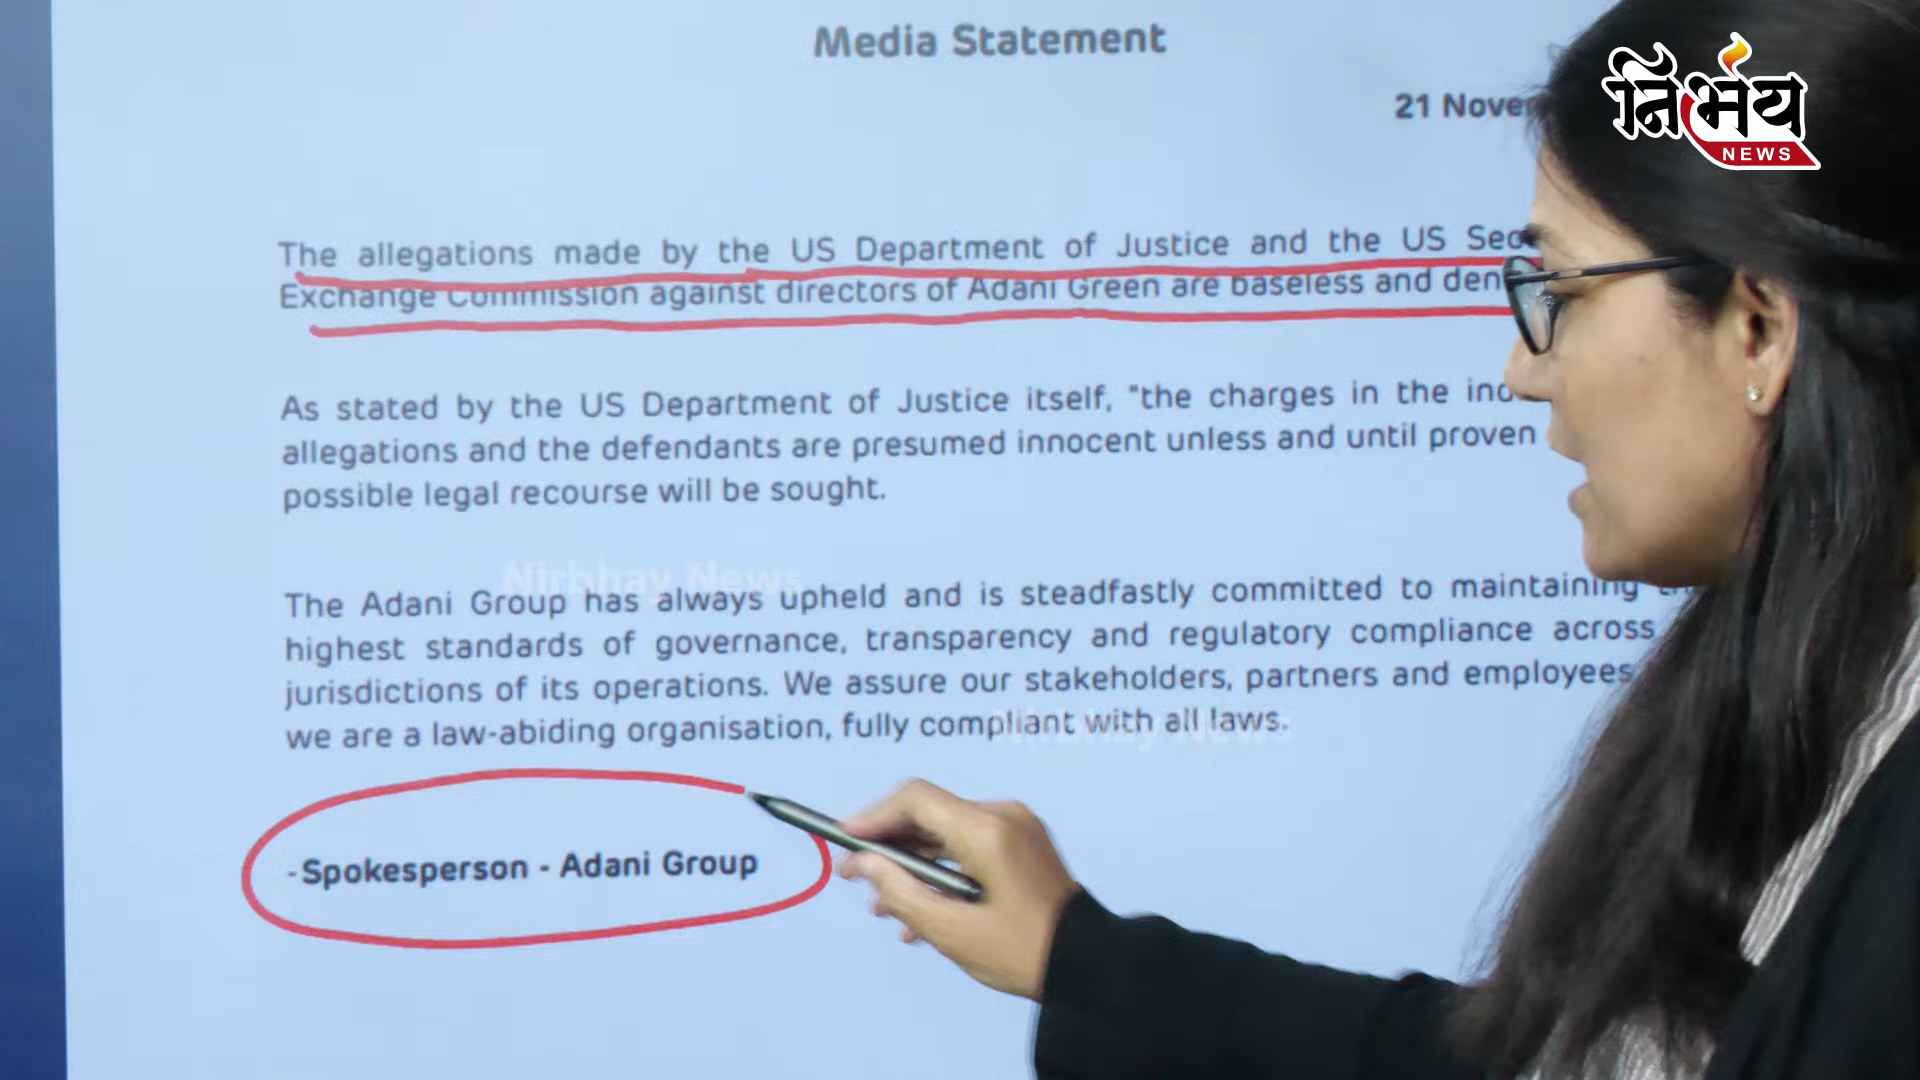 Media Statement
21 Nove
निर्भय
NEWS
The allegations made by the US Department of Justice and the US Sec
Exchange Commission against directors of Adani Green are baseless and den
As stated by the US Department of Justice itself, "the charges in the ind
allegations and the defendants are presumed innocent unless and until proven
possible legal recourse will be sought.
Nirbhay News
The Adani Group has always upheld and is steadfastly committed to maintaining
highest standards of governance, transparency and regulatory compliance across
jurisdictions of its operations. We assure our stakeholders, partners and employees
we are a law-abiding organisation, fully compliant with all laws.
Nirbhay News
- Spokesperson - Adani Group